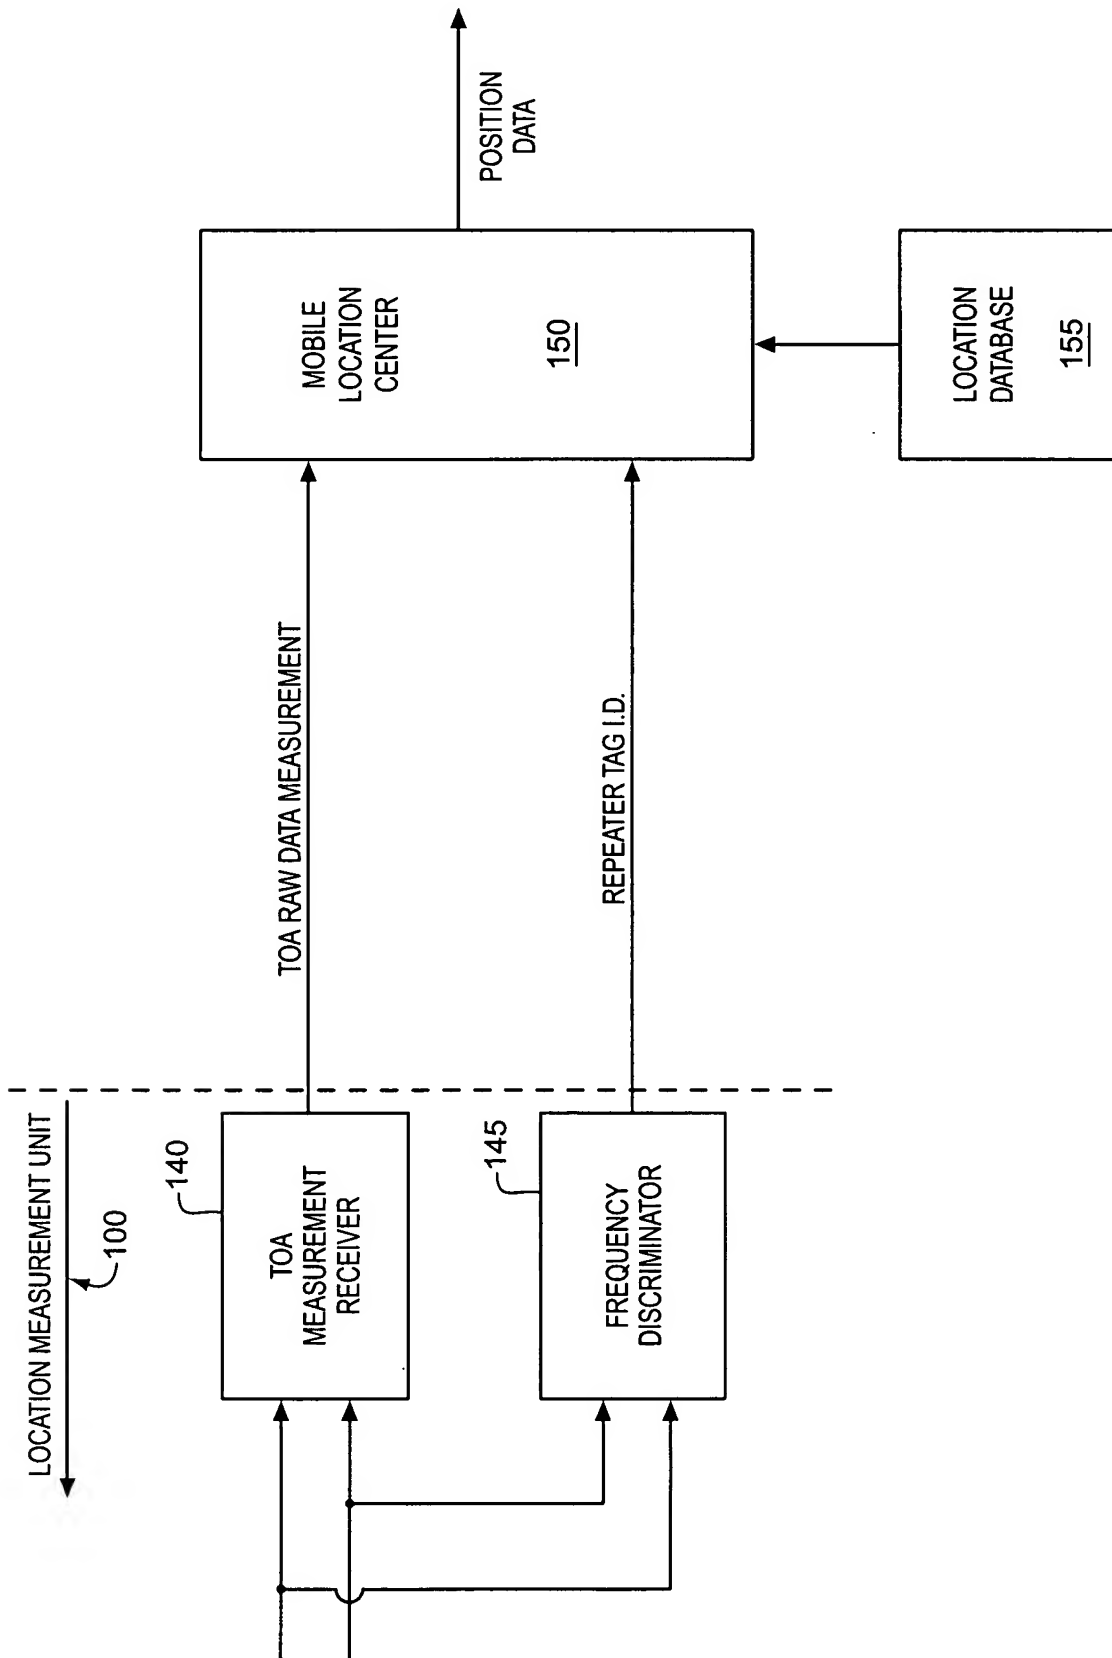 LOCATION MEASUREMENT UNIT
100
TOA
MEASUREMENT
RECEIVER
140
FREQUENCY
DISCRIMINATOR
145
TOA RAW DATA MEASUREMENT
REPEATER TAG I.D.
MOBILE
LOCATION
CENTER
150
POSITION
DATA
LOCATION
DATABASE
155